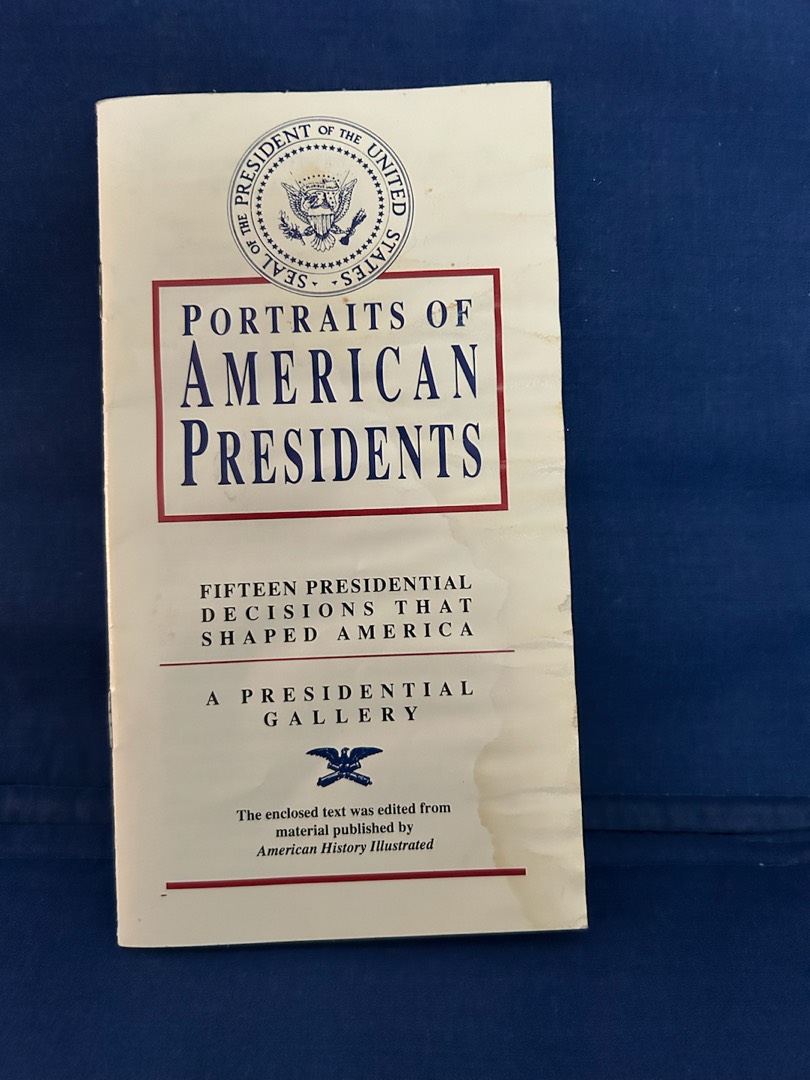 SEAL OF THE PRESIDENT OF THE UNITED STATES
PORTRAITS OF
AMERICAN
PRESIDENTS
FIFTEEN PRESIDENTIAL
DECISIONS THAT
SHAPED AMERICA
A PRESIDENTIAL
GALLERY
The enclosed text was edited from
material published by
American History Illustrated